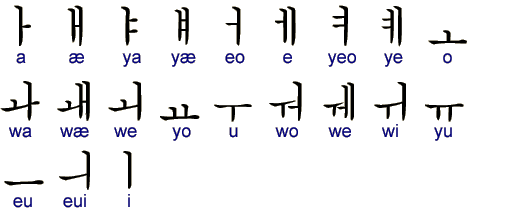 ㅏ ㅐ ㅑ ㅒ ㅓ ㅔ ㅕ ㅖ ㅗ
a æ ya yæ eo e yeo ye o
ㅘ ㅙ ㅚ ㅛ ㅜ ㅝ ㅞ ㅟ ㅠ
wa wæ we yo u wo we wi yu
ㅡ ㅢ ㅣ
eu eui i